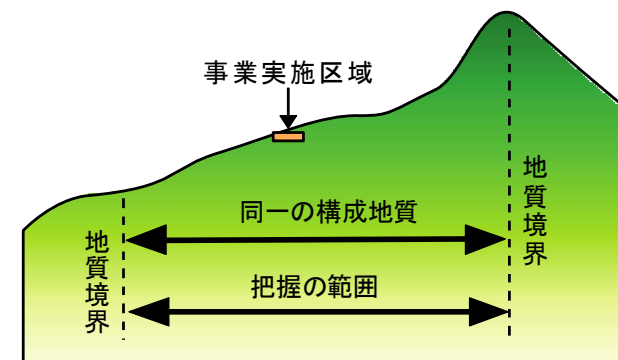 事業実施区域
同一の構成地質
地質境界
地質境界
把握の範囲